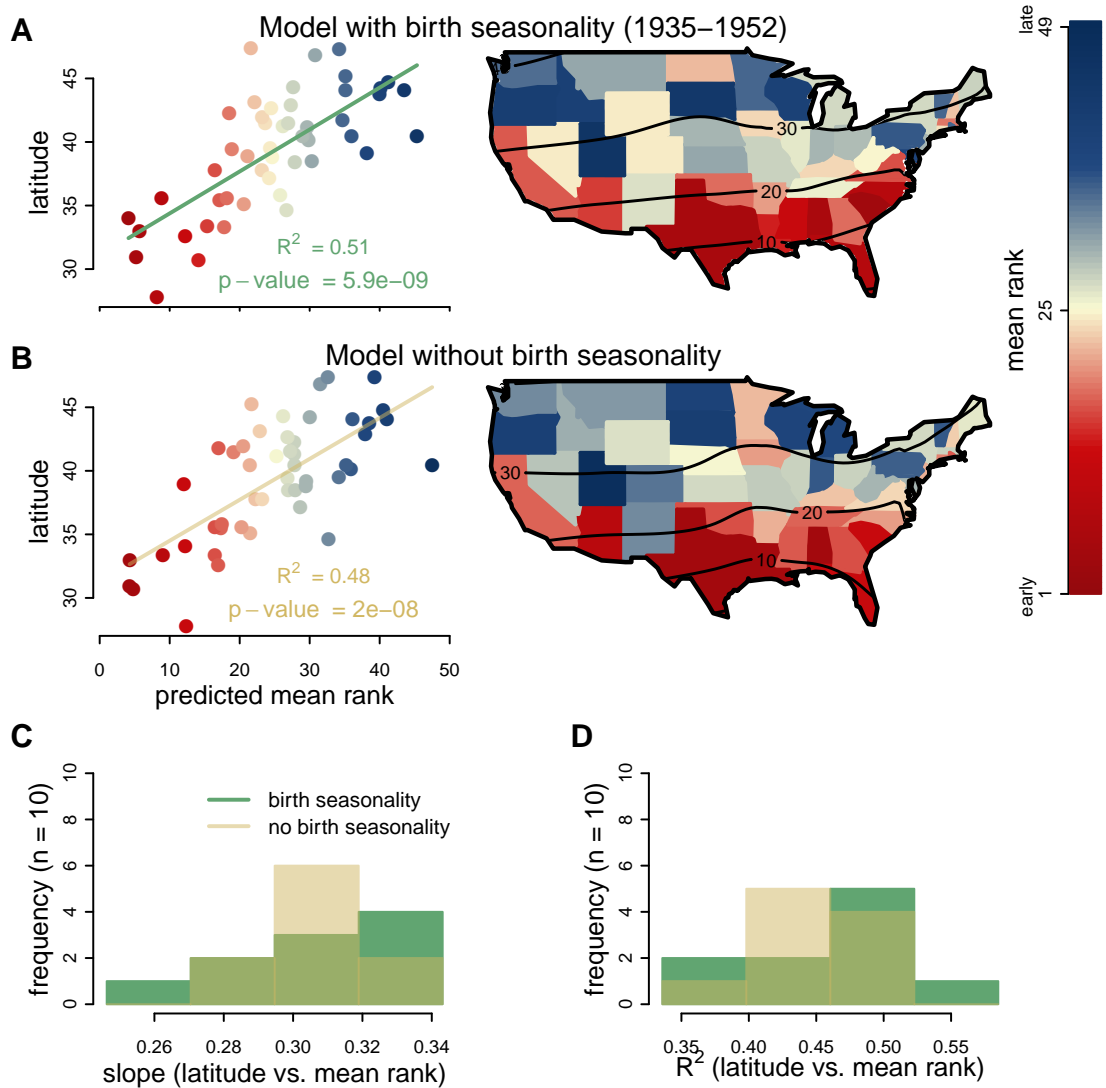 A
Model with birth seasonality (1935−1952)
latitude
30 35 40 45
R² = 0.51
p − value = 5.9e−09
30
20
10
late
49
mean rank
25
early
1
B
Model without birth seasonality
latitude
30 35 40 45
R² = 0.48
p − value = 2e−08
30
20
10
0 10 20 30 40 50
predicted mean rank
C
frequency (n = 10)
0 2 4 6 8 10
birth seasonality
no birth seasonality
0.26 0.28 0.30 0.32 0.34
slope (latitude vs. mean rank)
D
frequency (n = 10)
0 2 4 6 8 10
0.35 0.40 0.45 0.50 0.55
R² (latitude vs. mean rank)